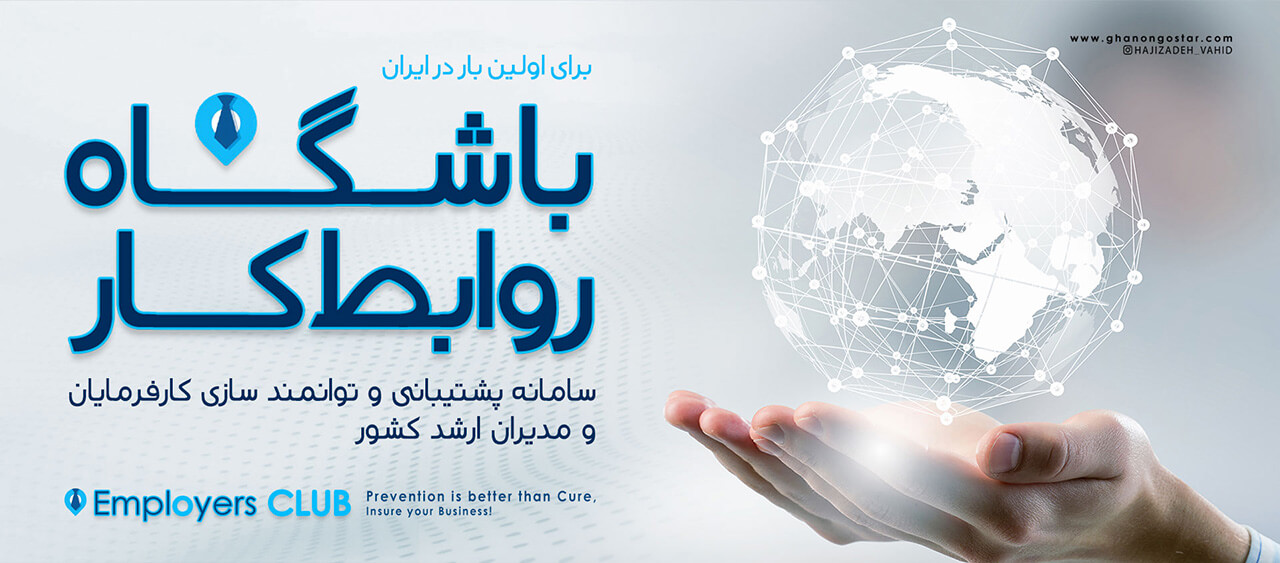 برای اولین بار در ایران
باشگاه
روابط کار
سامانه پشتیبانی و توانمند سازی کارفرمایان
و مدیران ارشد کشور
Employers CLUB
Prevention is better than Cure,
Insure your Business!
www.ghanongostar.com
HAJIZADEH_VAHID